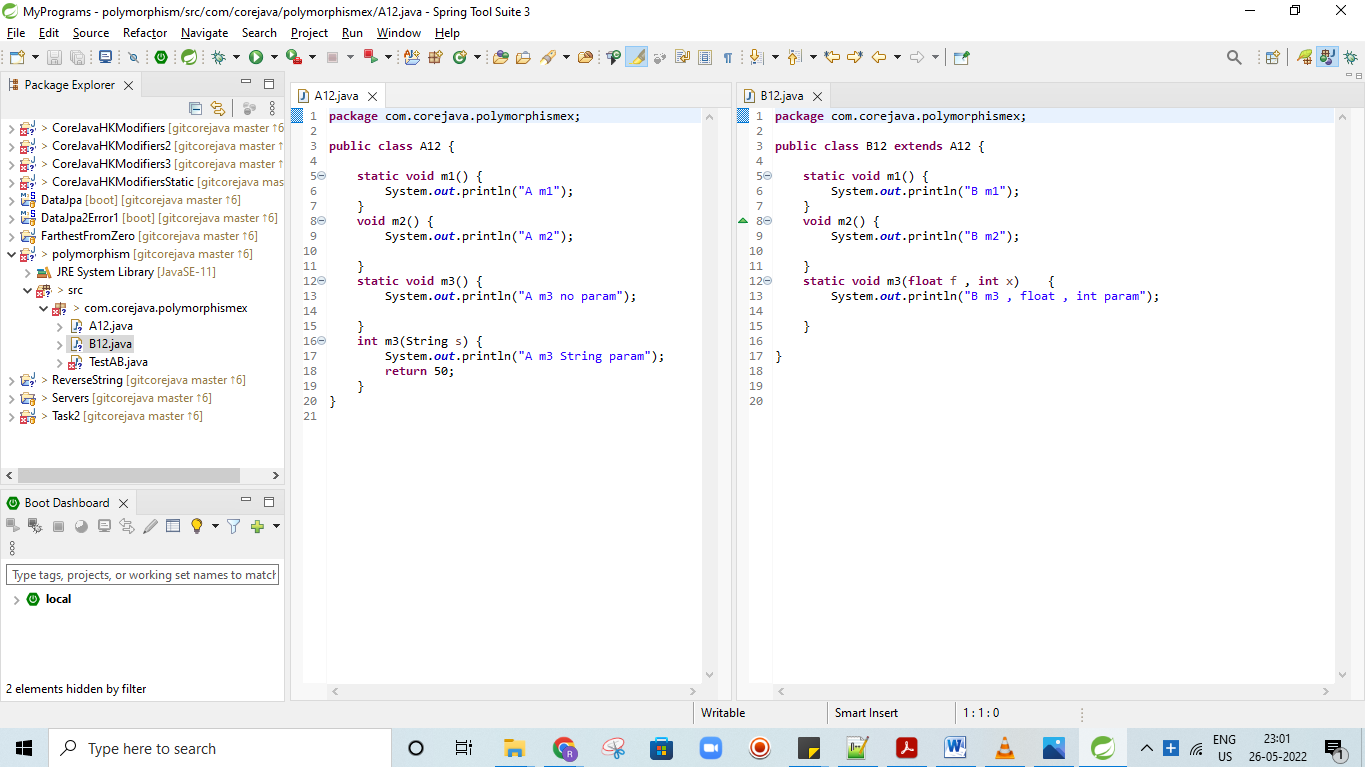 MyPrograms - polymorphism/src/com/corejava/polymorphismex/A12.java - Spring Tool Suite 3
File Edit Source Refactor Navigate Search Project Run Window Help
Package Explorer
> CoreJavaHKModifiers [gitcorejava master ↑6
> CoreJavaHKModifiers2 [gitcorejava master ↑
> CoreJavaHKModifiers3 [gitcorejava master ↑
> CoreJavaHKModifiersStatic [gitcorejava mas
DataJpa [boot] [gitcorejava master ↑6]
DataJpa2Error1 [boot] [gitcorejava master ↑6]
FarthestFromZero [gitcorejava master ↑6]
> polymorphism [gitcorejava master ↑6]
JRE System Library [JavaSE-11]
> src
> com.corejava.polymorphismex
A12.java
B12.java
TestAB.java
> ReverseString [gitcorejava master ↑6]
> Servers [gitcorejava master ↑6]
> Task2 [gitcorejava master ↑6]
Boot Dashboard
Type tags, projects, or working set names to match
local
2 elements hidden by filter
A12.java
1 package com.corejava.polymorphismex;
2
3 public class A12 {
4
5 static void m1() {
6 System.out.println("A m1");
7 }
8 void m2() {
9 System.out.println("A m2");
10
11 }
12 static void m3() {
13 System.out.println("A m3 no param");
14
15 }
16 int m3(String s) {
17 System.out.println("A m3 String param");
18 return 50;
19 }
20 }
21
B12.java
1 package com.corejava.polymorphismex;
2
3 public class B12 extends A12 {
4
5 static void m1() {
6 System.out.println("B m1");
7 }
8 void m2() {
9 System.out.println("B m2");
10
11 }
12 static void m3(float f , int x) {
13 System.out.println("B m3 , float , int param");
14
15 }
16
17 }
18
19
20
Writable Smart Insert 1 : 1 : 0
Type here to search
ENG
US
23:01
26-05-2022
1